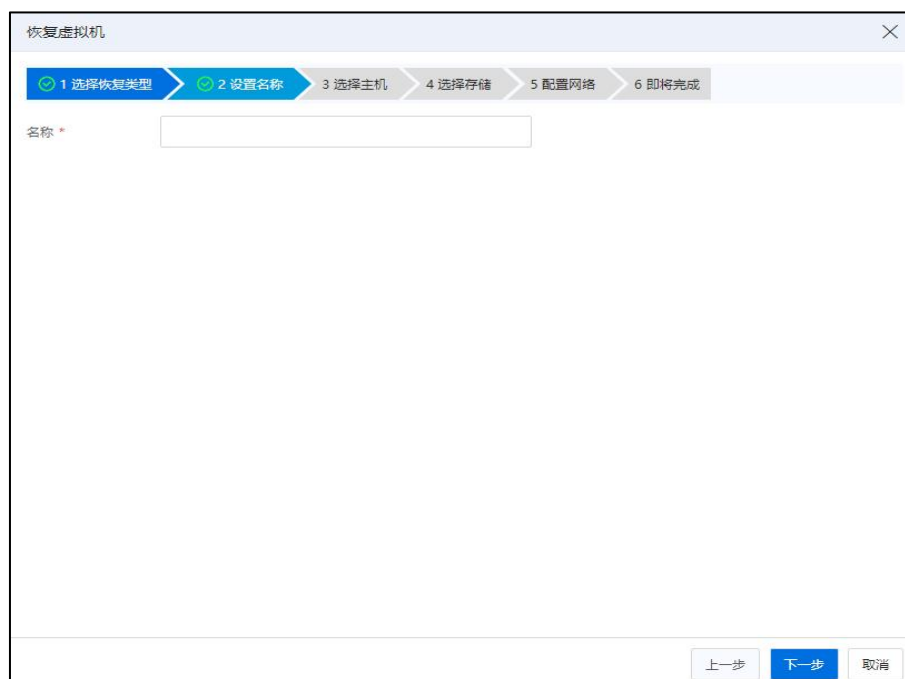 恢复虚拟机
1 选择恢复类型 2 设置名称 3 选择主机 4 选择存储 5 配置网络 6 即将完成
名称 *
上一步 下一步 取消